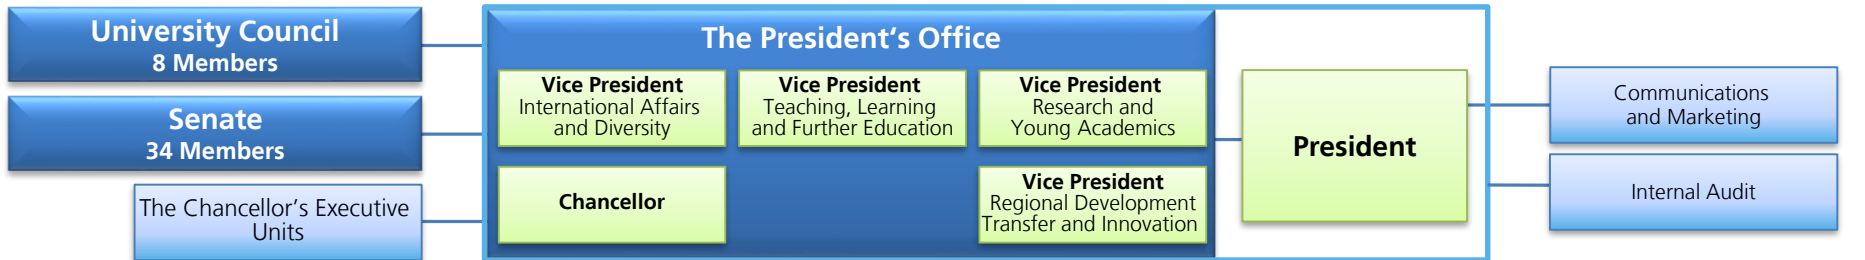 University Council
8 Members
Senate
34 Members
The Chancellor’s Executive
Units
The President‘s Office
Vice President
International Affairs
and Diversity
Vice President
Teaching, Learning
and Further Education
Vice President
Research and
Young Academics
Chancellor
Vice President
Regional Development
Transfer and Innovation
President
Communications
and Marketing
Internal Audit